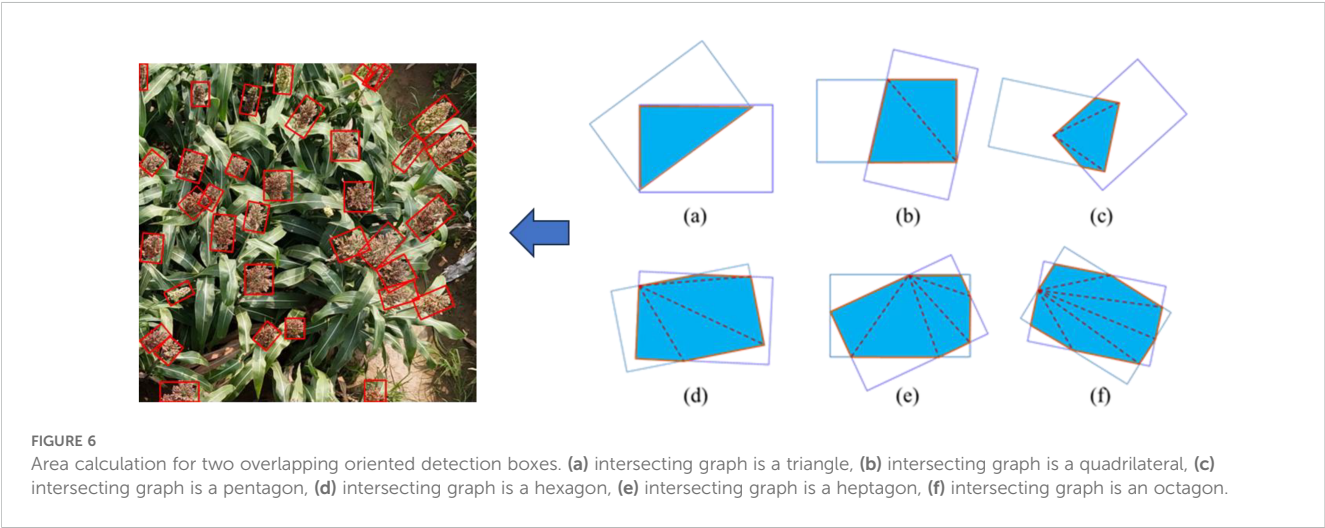 (a)
(b)
(c)
(d)
(e)
(f)
FIGURE 6
Area calculation for two overlapping oriented detection boxes. (a) intersecting graph is a triangle, (b) intersecting graph is a quadrilateral, (c)
intersecting graph is a pentagon, (d) intersecting graph is a hexagon, (e) intersecting graph is a heptagon, (f) intersecting graph is an octagon.